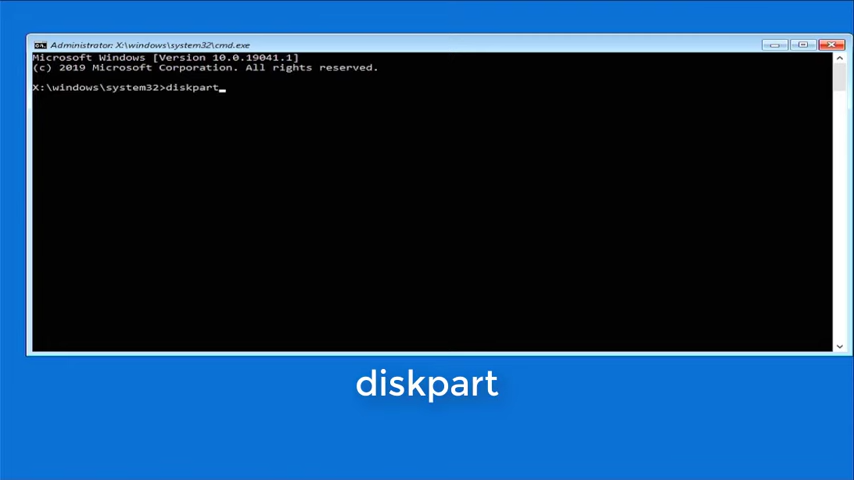 Administrator: X:\windows\system32\cmd.exe
Microsoft Windows [Version 10.0.19041.1]
(c) 2019 Microsoft Corporation. All rights reserved.
X:\windows\system32>diskpart_
diskpart